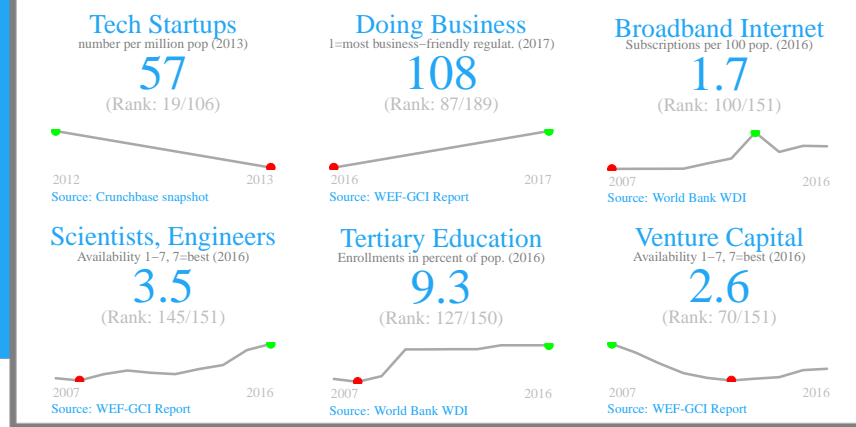 Tech Startups
number per million pop (2013)
57
(Rank: 19/106)
2012 2013
Source: Crunchbase snapshot
Doing Business
1=most business−friendly regulat. (2017)
108
(Rank: 87/189)
2016 2017
Source: WEF-GCI Report
Broadband Internet
Subscriptions per 100 pop. (2016)
1.7
(Rank: 100/151)
2007 2016
Source: World Bank WDI
Scientists, Engineers
Availability 1−7, 7=best (2016)
3.5
(Rank: 145/151)
2007 2016
Source: WEF-GCI Report
Tertiary Education
Enrollments in percent of pop. (2016)
9.3
(Rank: 127/150)
2007 2016
Source: World Bank WDI
Venture Capital
Availability 1−7, 7=best (2016)
2.6
(Rank: 70/151)
2007 2016
Source: WEF-GCI Report